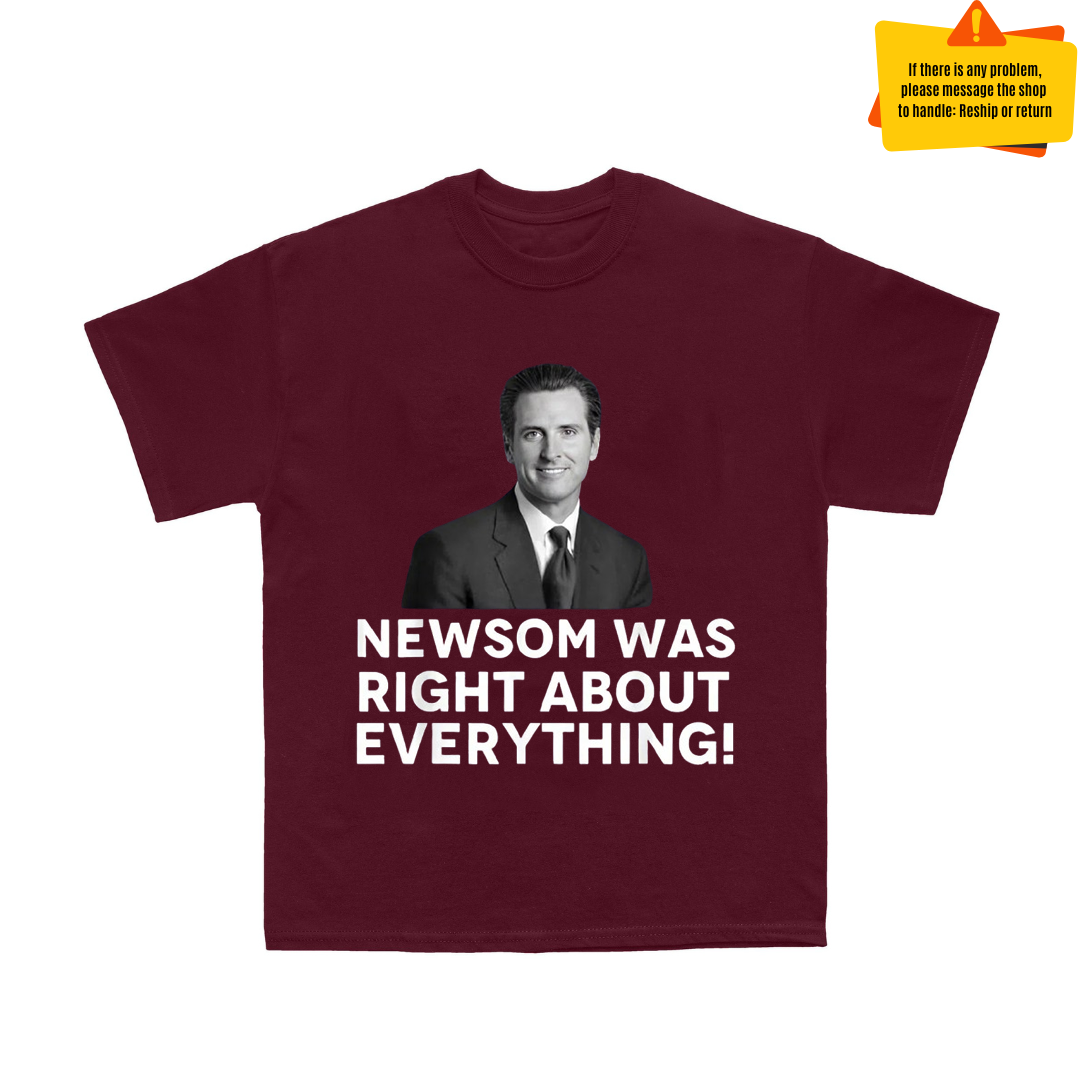 If there is any problem,
please message the shop
to handle: Reship or return
NEWSOM WAS
RIGHT ABOUT
EVERYTHING!